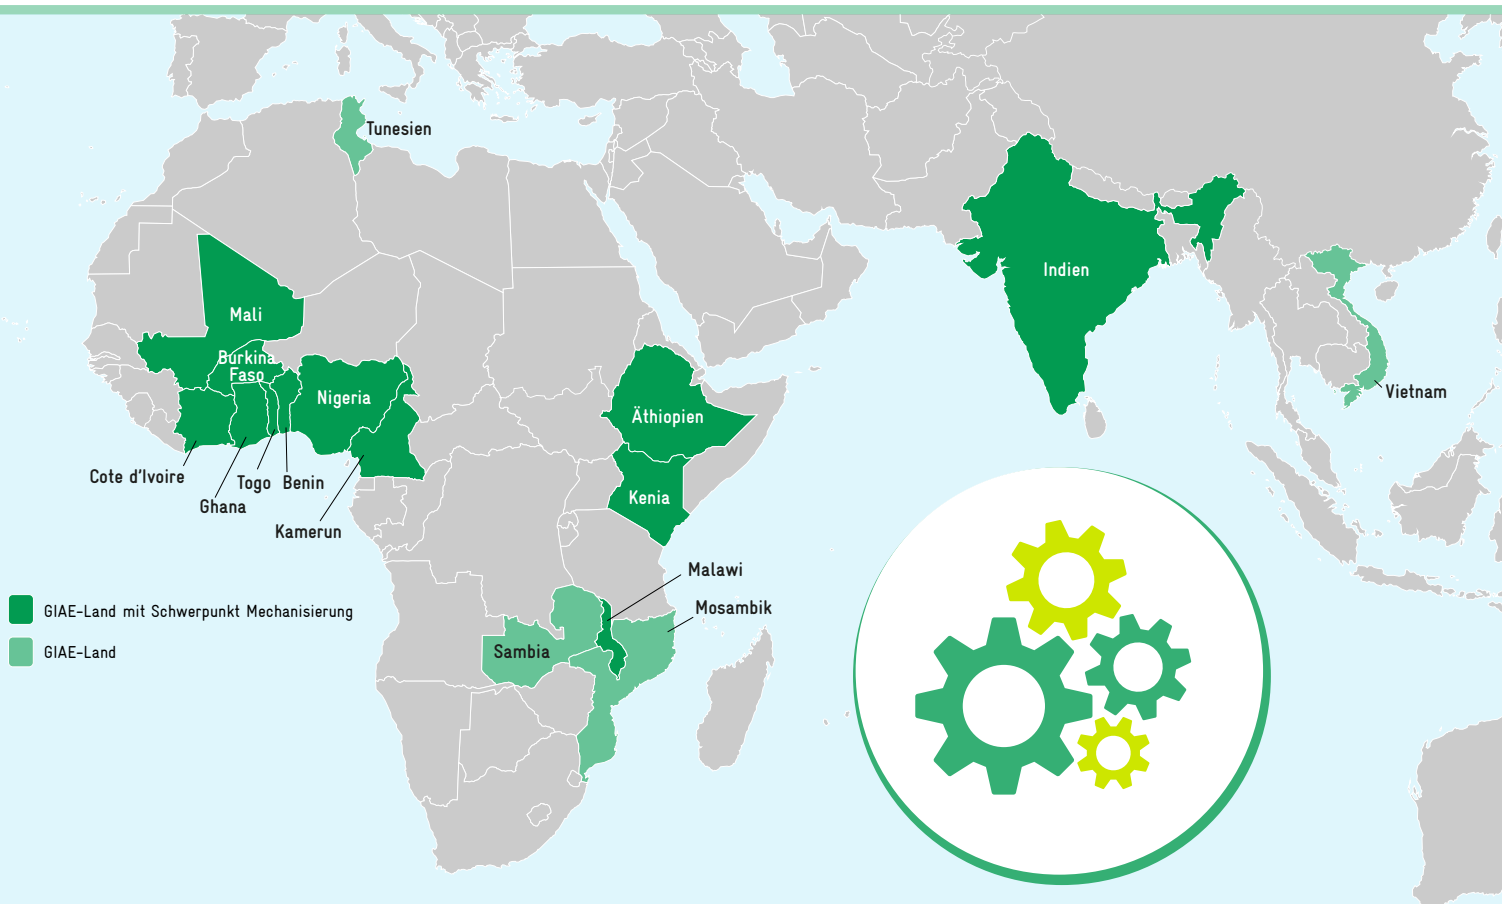 Tunesien
Mali
Indien
Burkina
Faso
Nigeria
Vietnam
Äthiopien
Cote d'Ivoire
Togo
Benin
Kenia
Ghana
Kamerun
Malawi
Mosambik
GIAE-Land mit Schwerpunkt Mechanisierung
GIAE-Land
Sambia